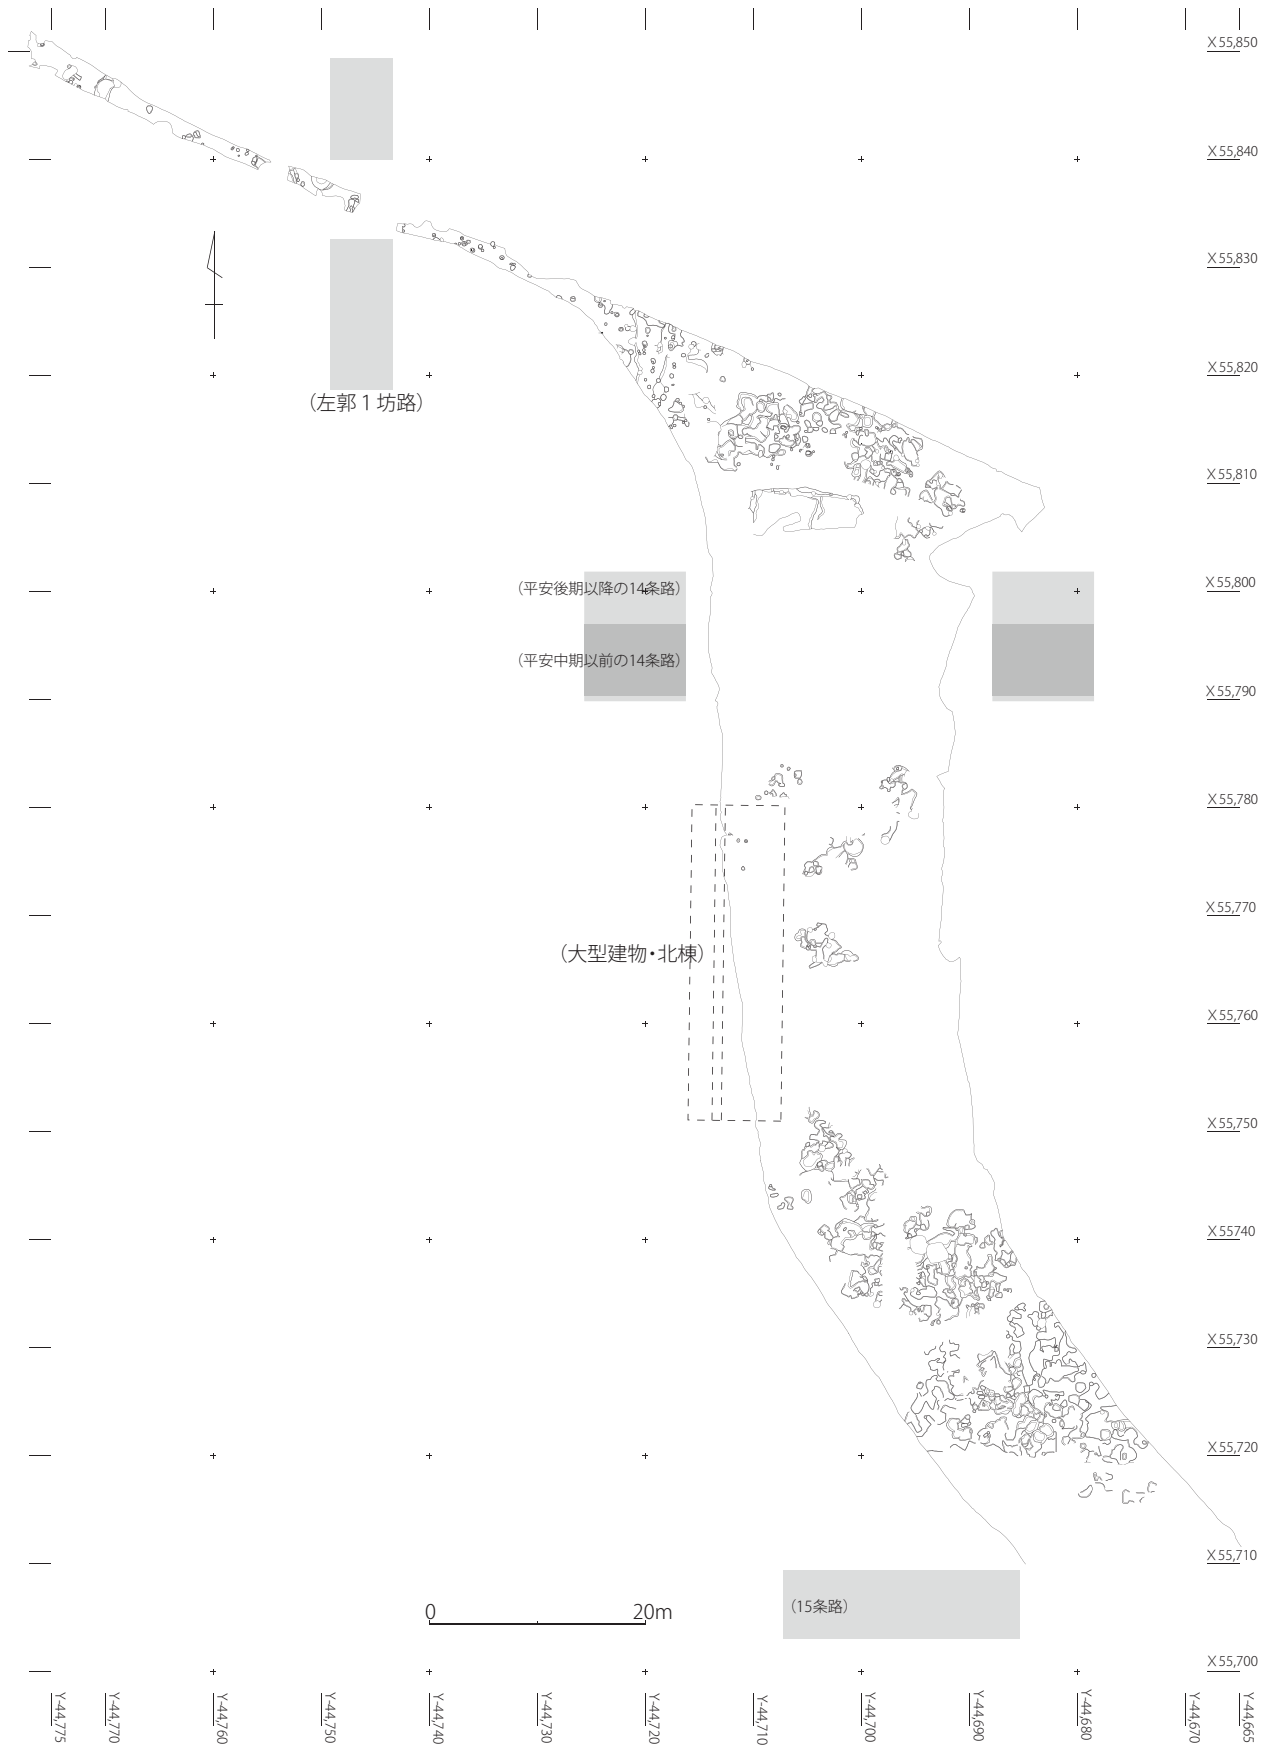 X 55,850
X 55,840
X 55,830
X 55,820
（左郭１坊路）
X 55,810
（平安後期以降の14条路）
X 55,800
（平安中期以前の14条路）
X 55,790
X 55,780
X 55,770
（大型建物・北棟）
X 55,760
X 55,750
X 55740
X 55,730
X 55,720
X 55,710
（15条路）
0 20m
X 55,700
Y-44,775
Y-44,770
Y-44,760
Y-44,750
Y-44,740
Y-44,730
Y-44,720
Y-44,710
Y-44,700
Y-44,690
Y-44,680
Y-44,670
Y-44,665